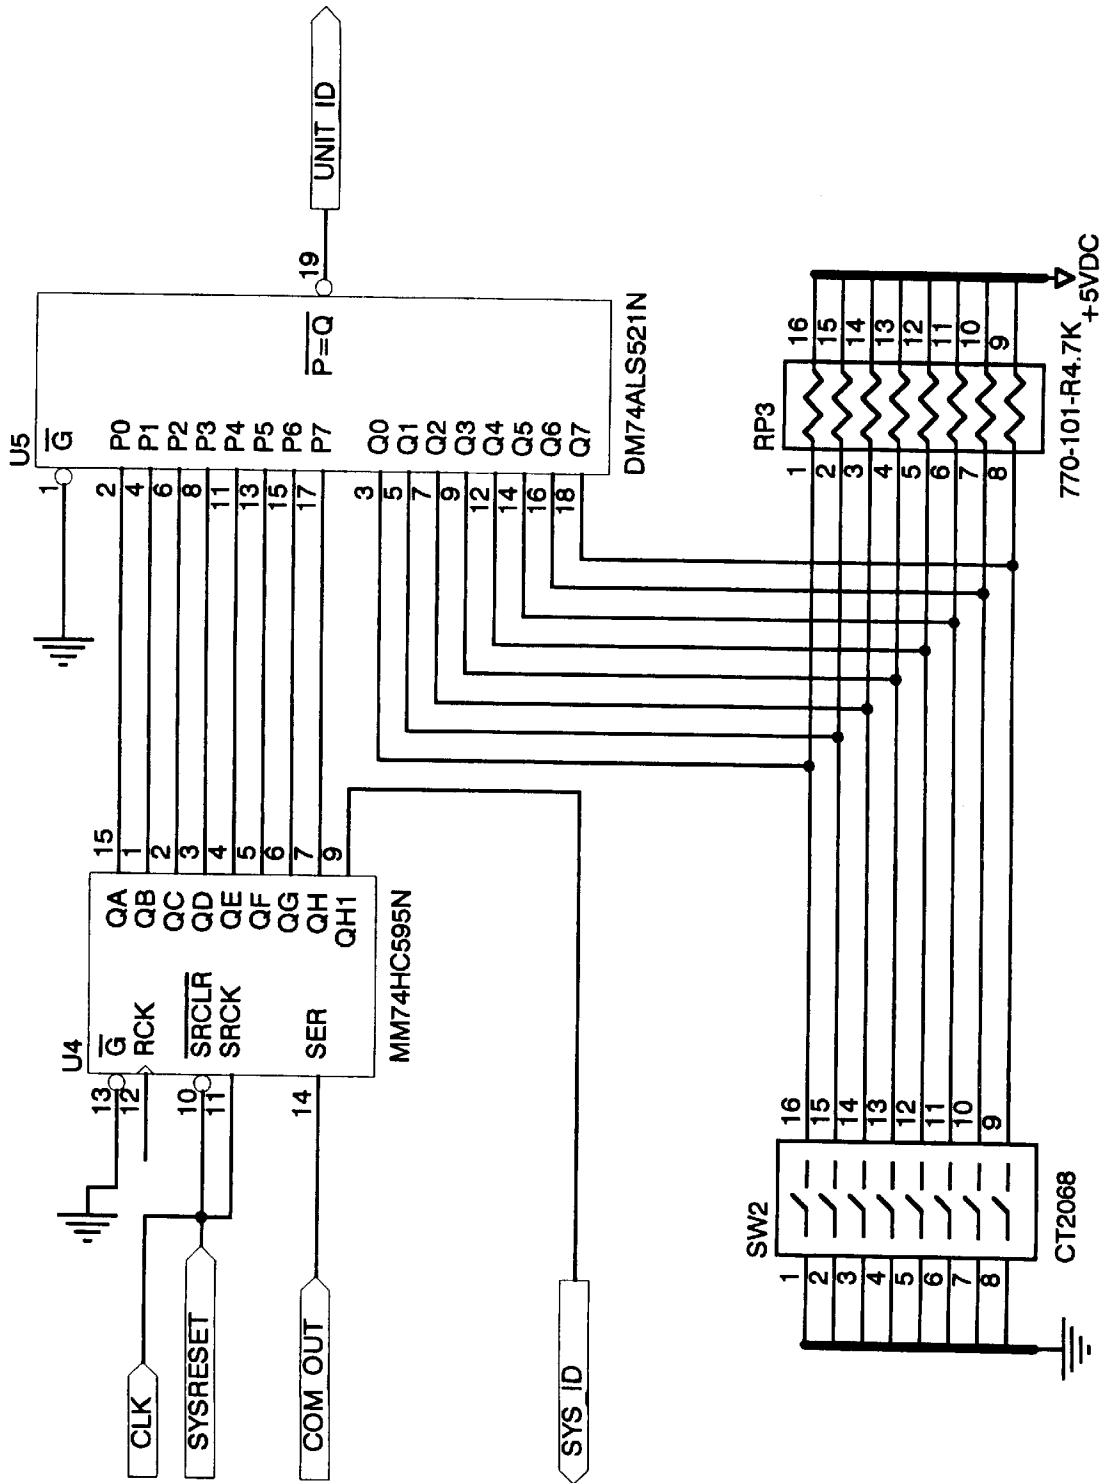 CLK
SYSRESET
COM OUT
SYS ID
U4
13
12
10
11
14
G
RCK
SRCLR
SRCK
SER
QA
QB
QC
QD
QE
QF
QG
QH
QH1
15
1
2
3
4
5
6
7
9
MM74HC595N
U5
1
2
4
6
8
11
13
15
17
3
5
7
9
12
14
16
18
G
P0
P1
P2
P3
P4
P5
P6
P7
Q0
Q1
Q2
Q3
Q4
Q5
Q6
Q7
P=Q
19
DM74ALS521N
UNIT ID
SW2
1
2
3
4
5
6
7
8
16
15
14
13
12
11
10
9
CT2068
RP3
1
2
3
4
5
6
7
8
16
15
14
13
12
11
10
9
770-101-R4.7K
+5VDC